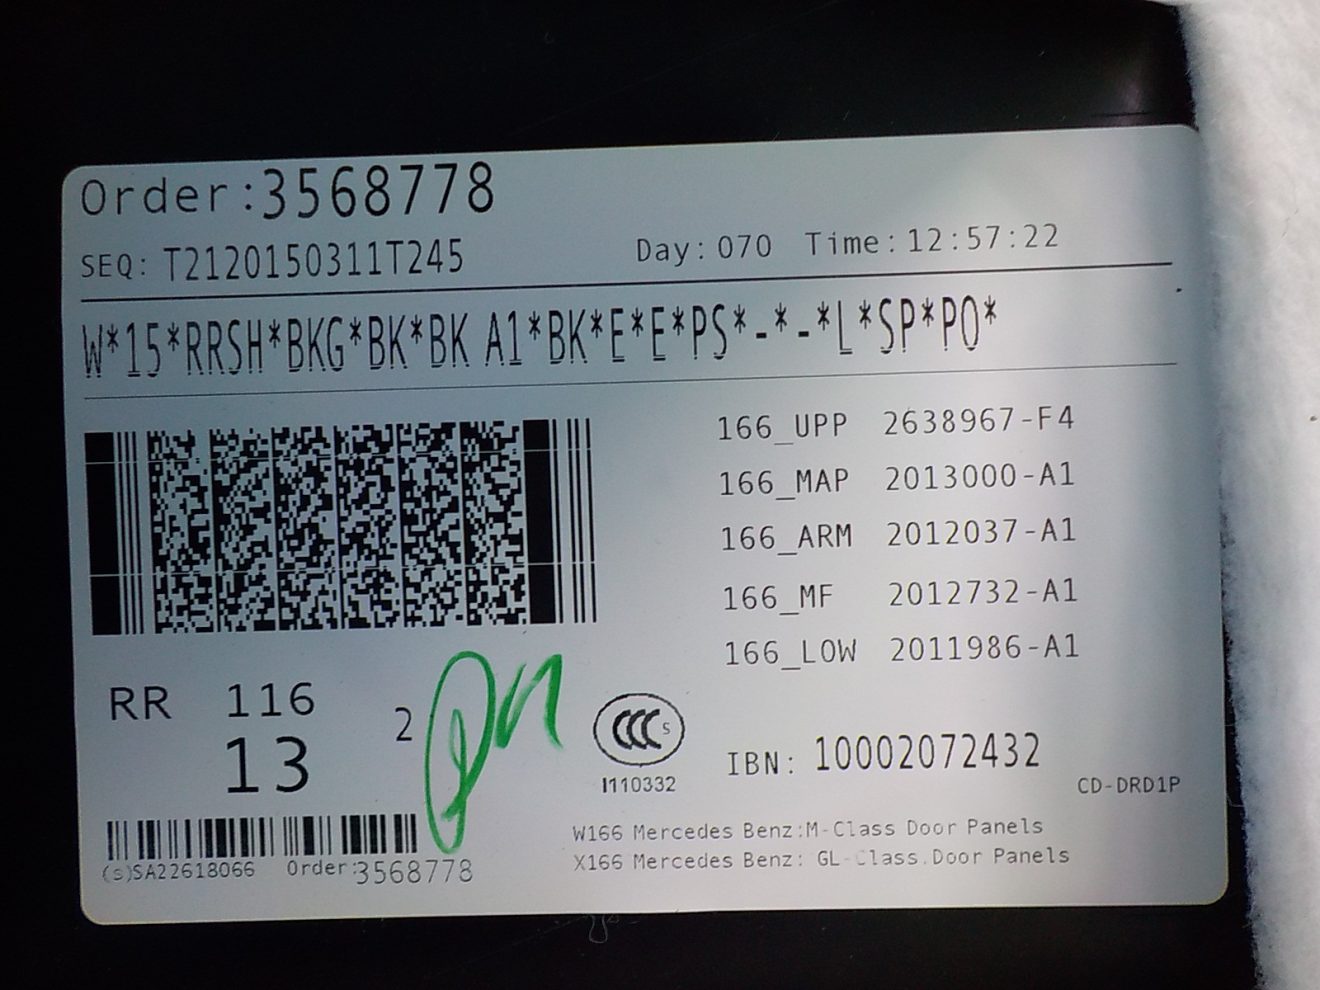 Order:3568778
SEQ: T2120150311T245 Day: 070 Time: 12:57:22
W*15*RRSH*BKG*BK*BK A1*BK*E*E*PS*-*-*L*SP*PO*
166_UPP 2638967-F4
166_MAP 2013000-A1
166_ARM 2012037-A1
166_MF 2012732-A1
166_LOW 2011986-A1
RR 116
13
2
CCC S
I110332
IBN: 10002072432
CD-DRD1P
W166 Mercedes Benz:M-Class Door Panels
X166 Mercedes Benz: GL-Class.Door Panels
(s)SA22618066 Order:3568778